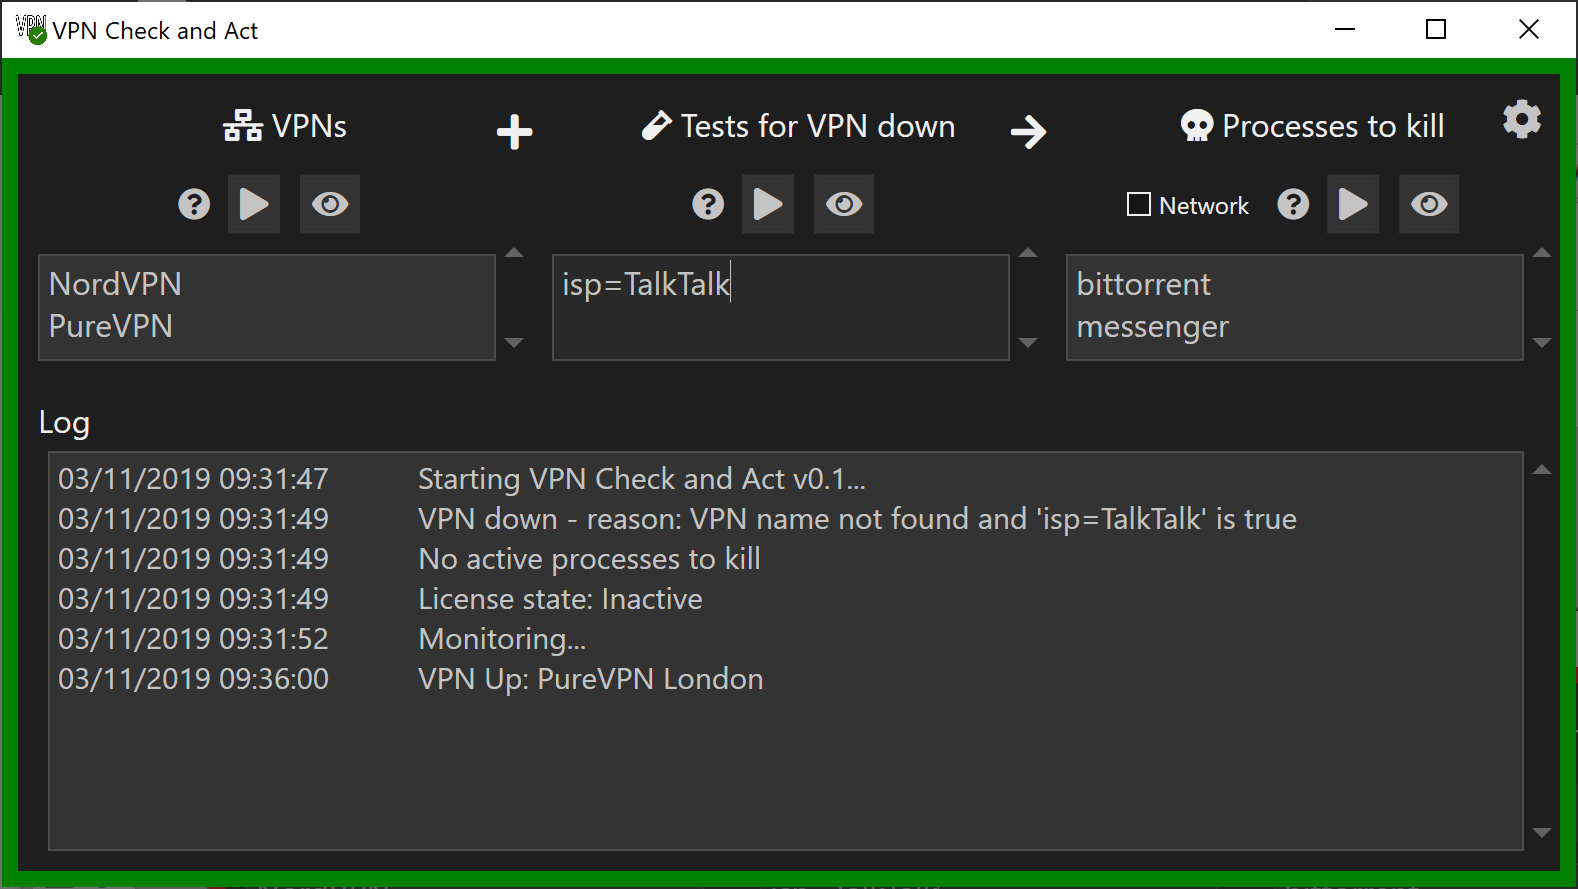 VPN VPN Check and Act
VPNs
Tests for VPN down
Processes to kill
Network
NordVPN
PureVPN
isp=TalkTalk
bittorrent
messenger
Log
03/11/2019 09:31:47 Starting VPN Check and Act v0.1...
03/11/2019 09:31:49 VPN down - reason: VPN name not found and 'isp=TalkTalk' is true
03/11/2019 09:31:49 No active processes to kill
03/11/2019 09:31:49 License state: Inactive
03/11/2019 09:31:52 Monitoring...
03/11/2019 09:36:00 VPN Up: PureVPN London